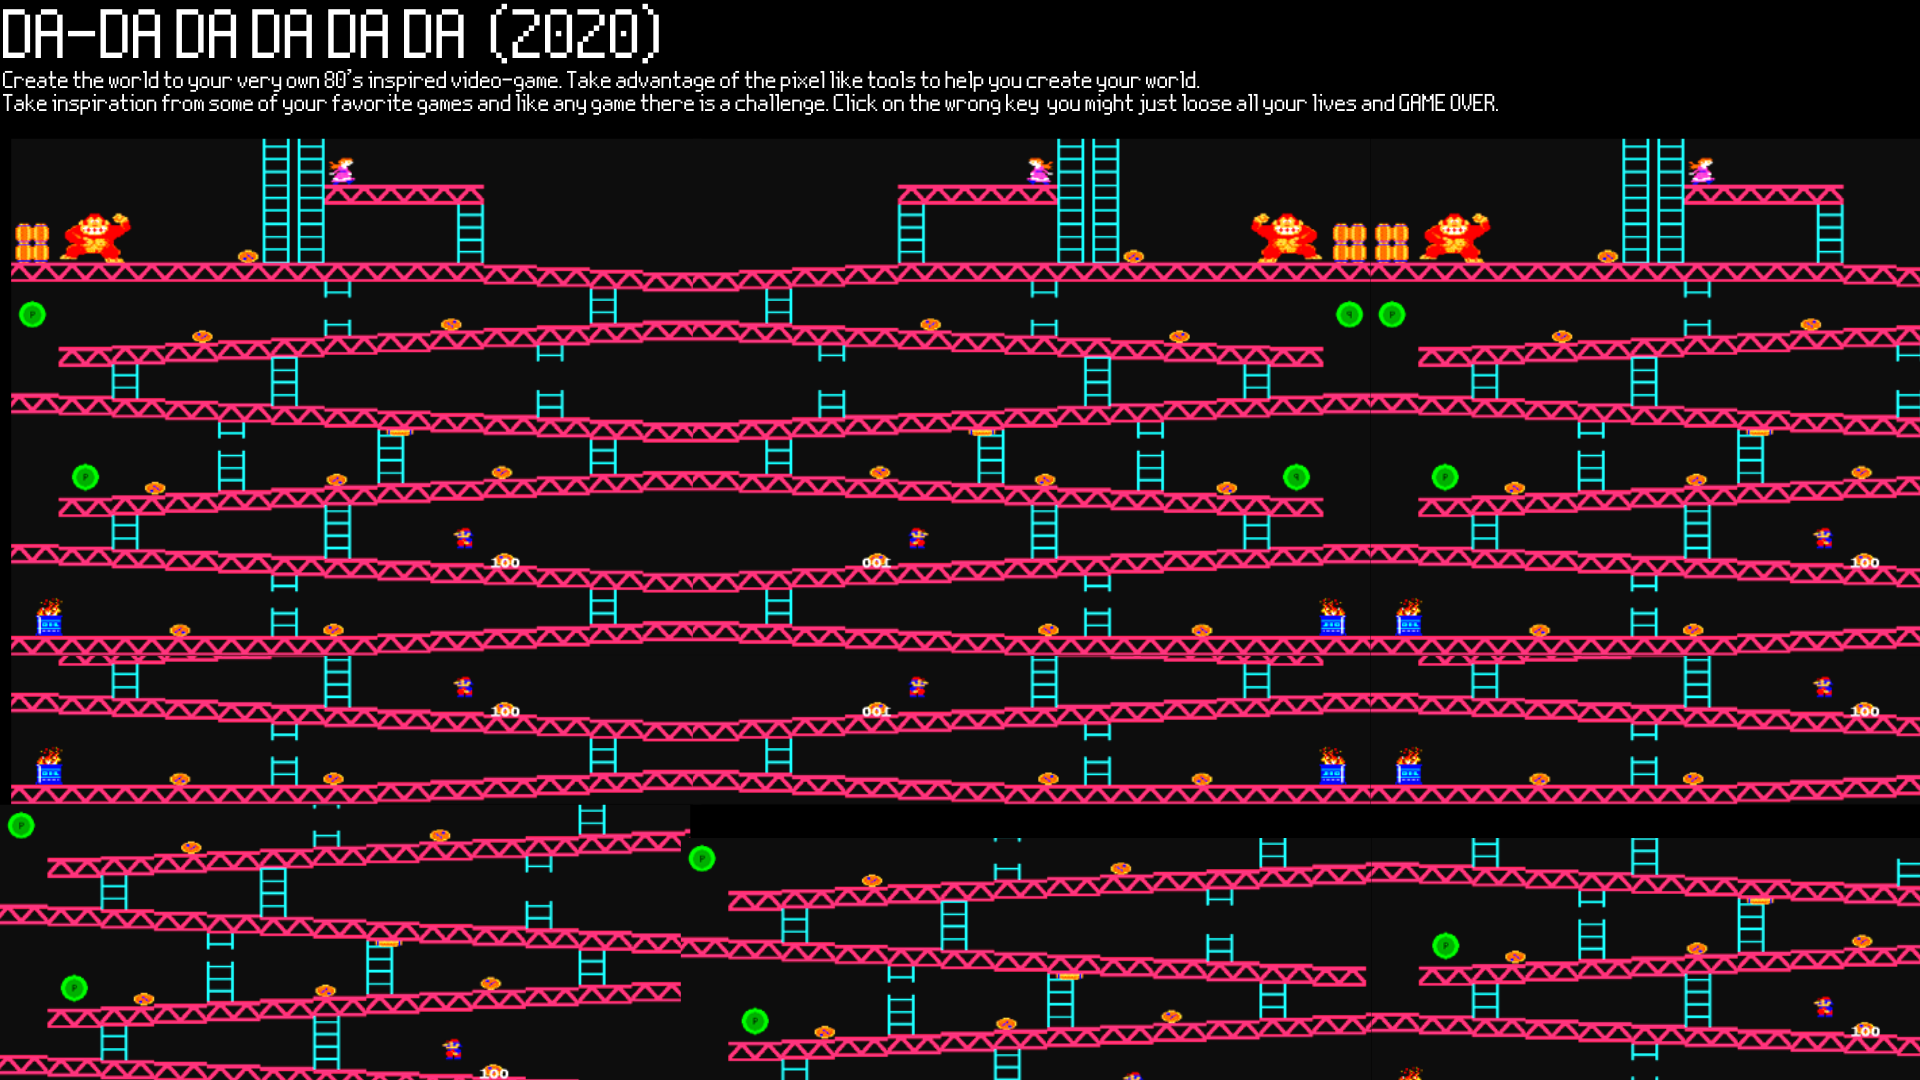 DA-DA DA DA DA DA (2020)
Create the world to your very own 80's inspired video-game. Take advantage of the pixel like tools to help you create your world.
Take inspiration from some of your favorite games and like any game there is a challenge. Click on the wrong key you might just loose all your lives and GAME OVER.
P
P
P
P
P
P
100
001
100
100
001
100
P
P
P
P
P
100
100